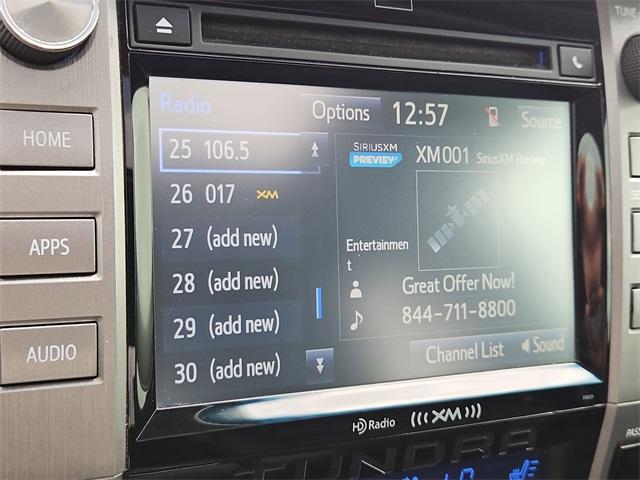 TUNE
Radio
Options
12:57
Source
HOME
25 106.5
26 017 XM
27 (add new)
28 (add new)
29 (add new)
30 (add new)
SIRIUSXM
PREVIEW
XM001 SiriusXM Preview
Entertainmen
t
Great Offer Now!
844-711-8800
Channel List
Sound
APPS
AUDIO
HD Radio
(((XM)))
TUNDRA
PASS